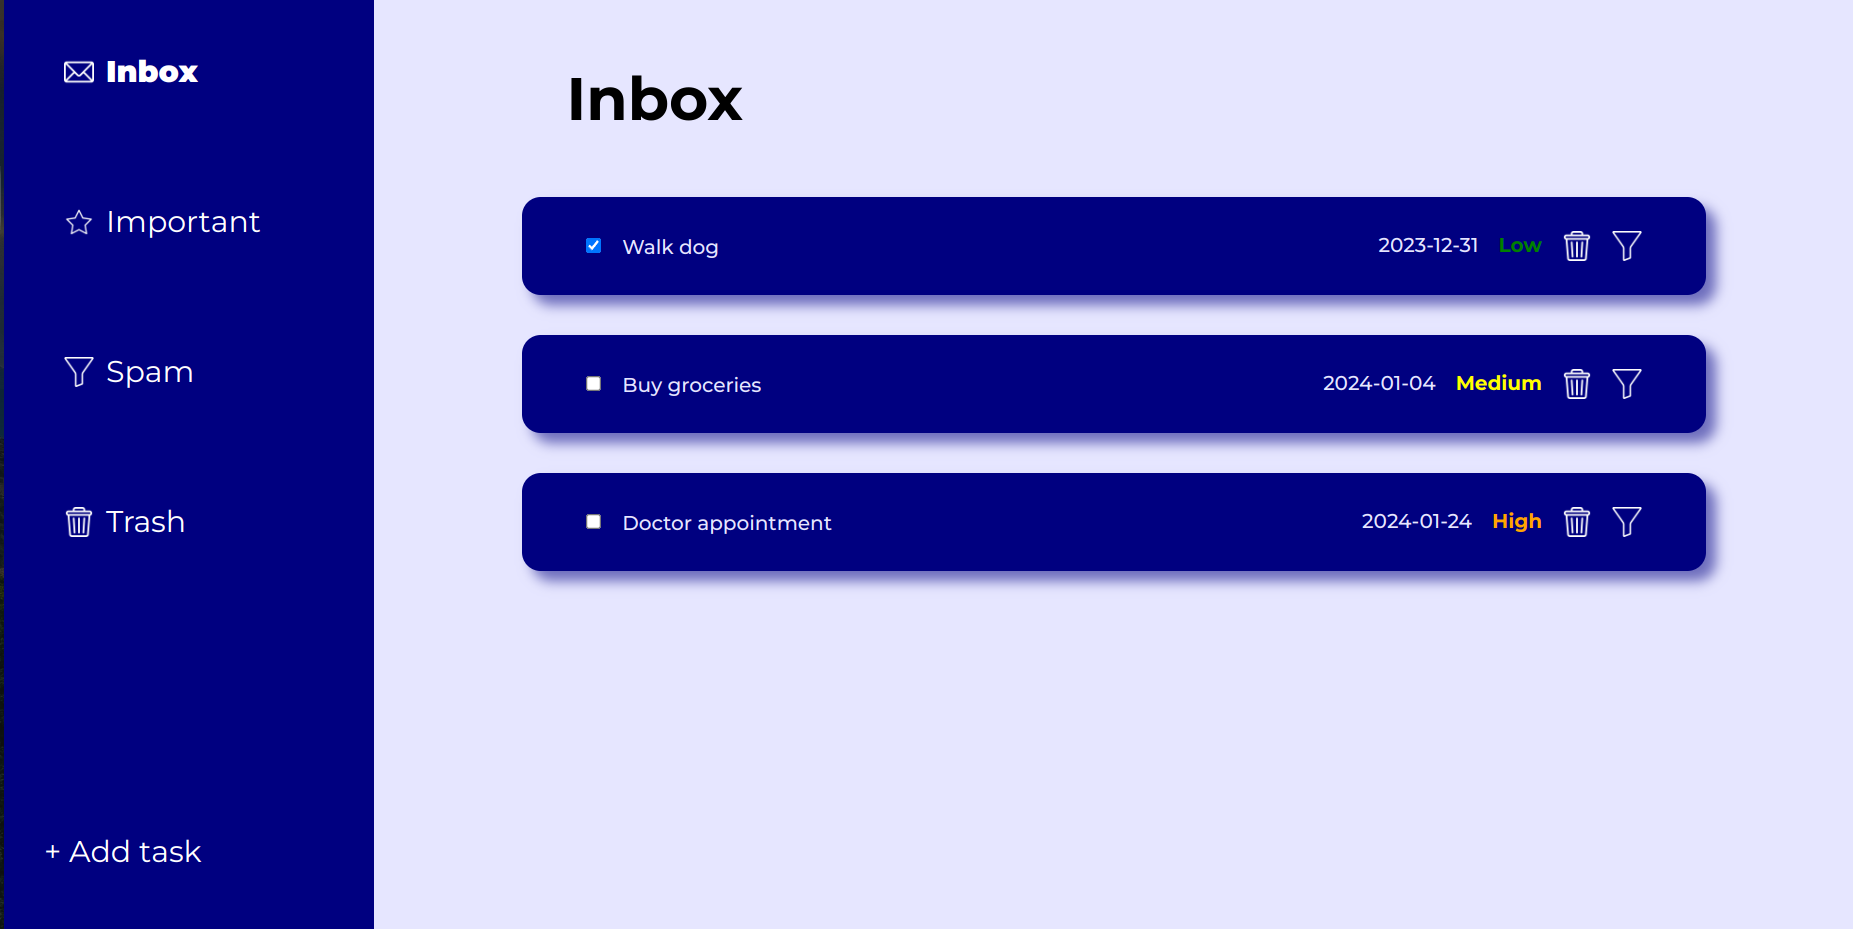 Inbox
Important
Spam
Trash
+ Add task
Inbox
Walk dog 2023-12-31 Low
Buy groceries 2024-01-04 Medium
Doctor appointment 2024-01-24 High